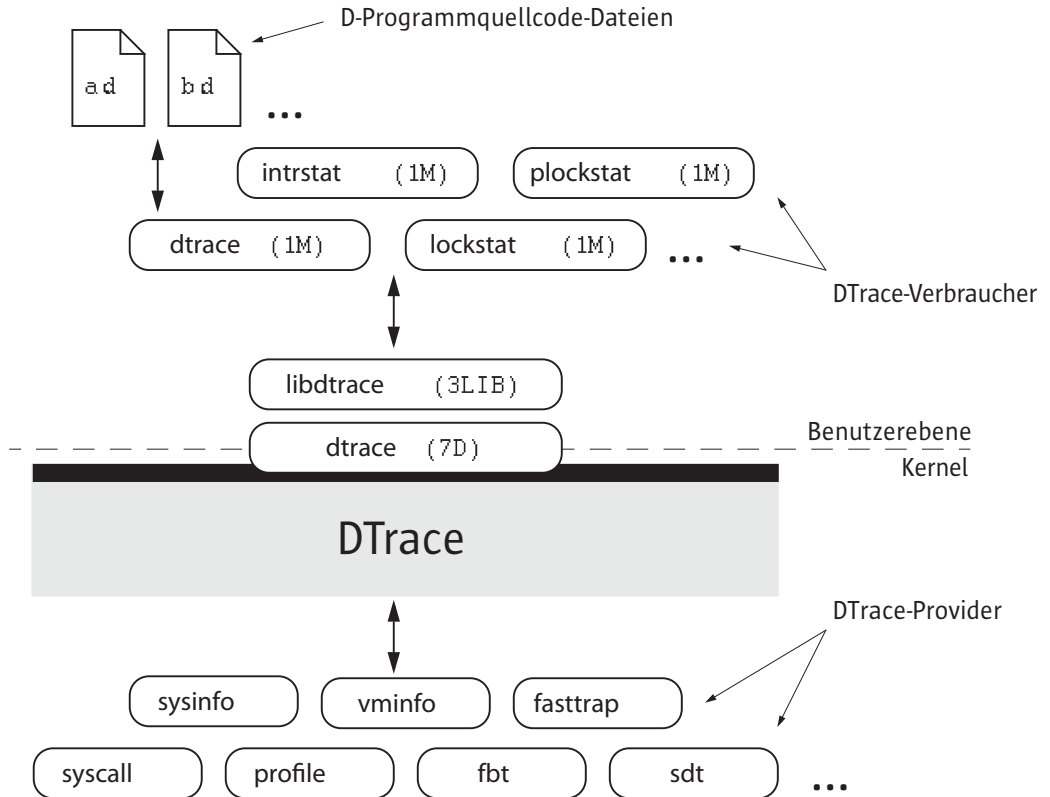 D-Programmquellcode-Dateien
a d b d ...
intrstat (1M) plockstat (1M)
dtrace (1M) lockstat (1M) ...
DTrace-Verbraucher
libdtrace (3LIB)
Benutzerebene
dtrace (7D)
Kernel
DTrace
DTrace-Provider
sysinfo vminfo fasttrap
syscall profile fbt sdt ...